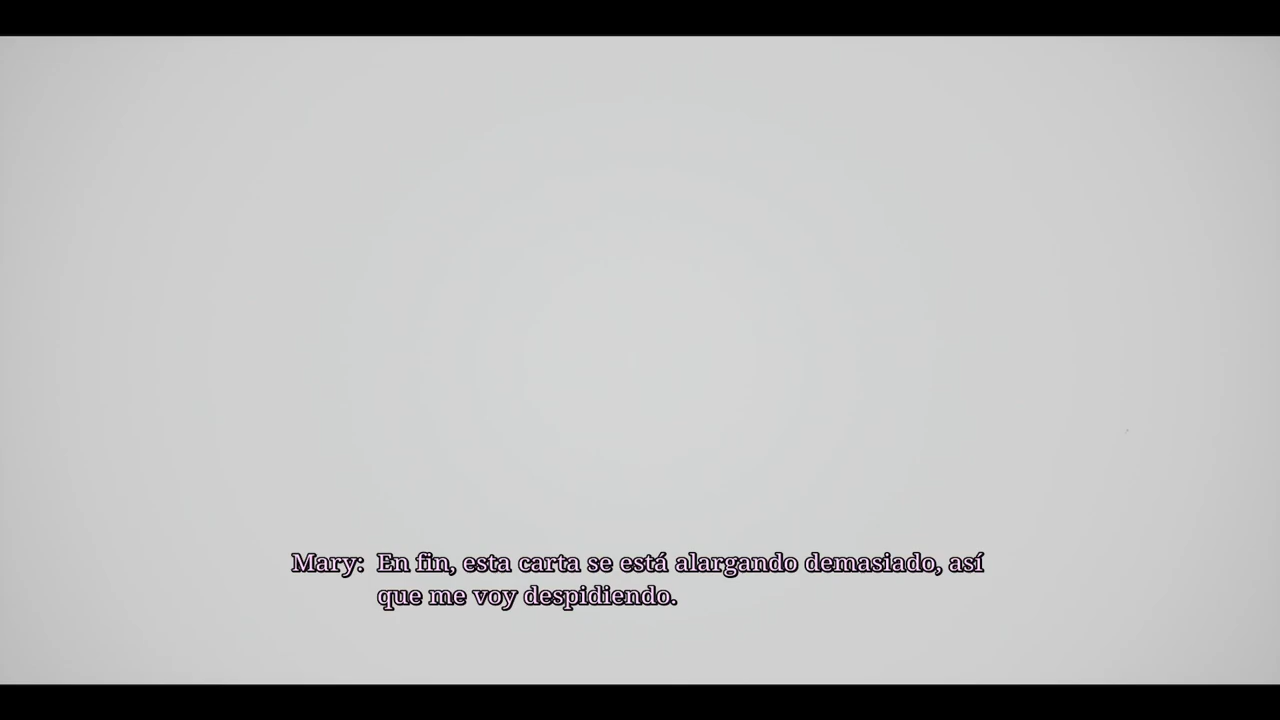 Mary: En fin, esta carta se está alargando demasiado, así
que me voy despidiendo.